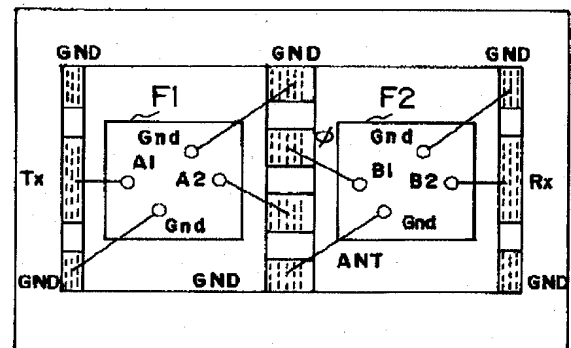 GND GND GND
F1 F2
Gnd Gnd
Tx A1 A2 φ B1 B2 Rx
Gnd Gnd
GND GND ANT GND